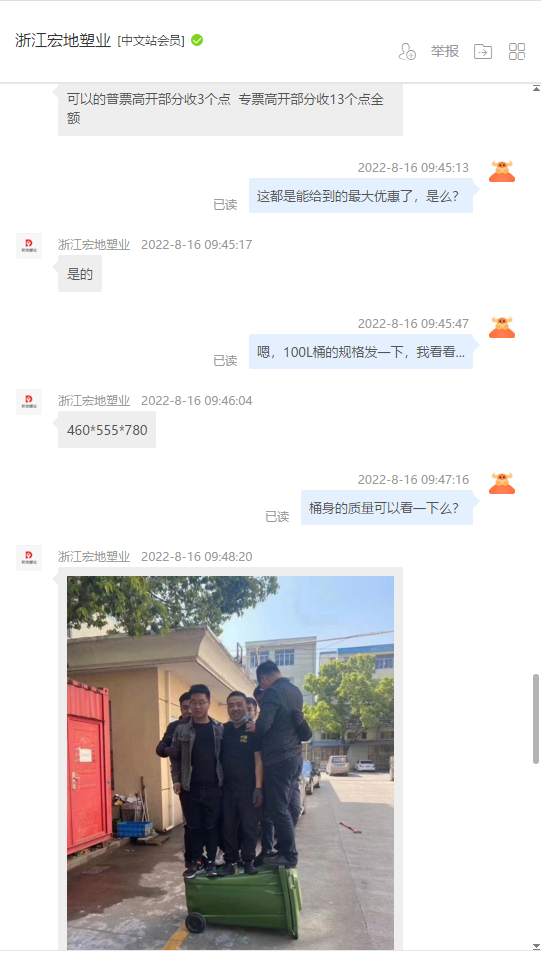 浙江宏地塑业 [中文站会员]
举报
可以的普票高开部分收3个点 专票高开部分收13个点全
额
2022-8-16 09:45:13
已读
这都是能给到的最大优惠了，是么？
浙江宏地塑业 2022-8-16 09:45:17
是的
2022-8-16 09:45:47
已读
嗯，100L桶的规格发一下，我看看...
浙江宏地塑业 2022-8-16 09:46:04
460*555*780
2022-8-16 09:47:16
已读
桶身的质量可以看一下么？
浙江宏地塑业 2022-8-16 09:48:20